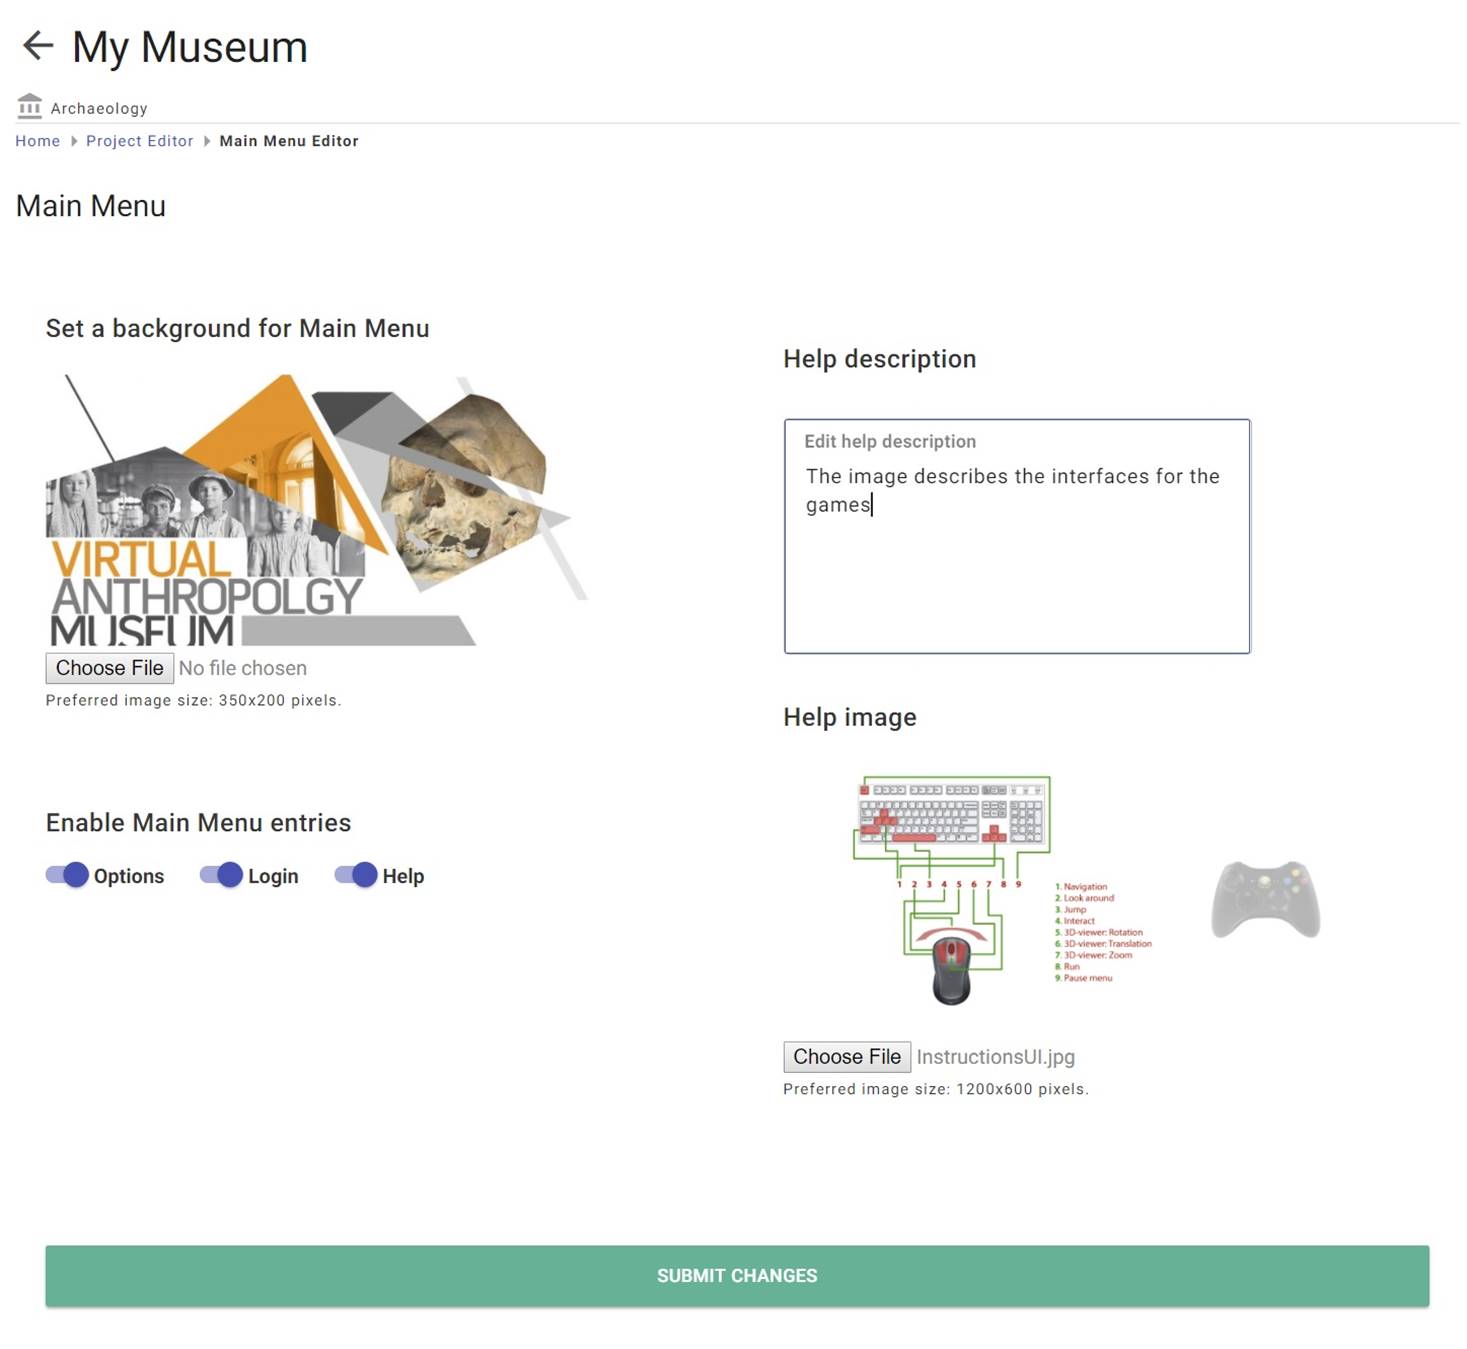 My Museum
Archaeology
Home Project Editor Main Menu Editor
Main Menu
Set a background for Main Menu
VIRTUAL
ANTHROPOLGY
MUSEUM
Choose File No file chosen
Preferred image size: 350x200 pixels.
Enable Main Menu entries
Options Login Help
Help description
Edit help description
The image describes the interfaces for the
games
Help image
1 2 3 4 5 6 7 8 9
1. Navigation
2. Look around
3. Jump
4. Interact
5. 3D-viewer: Rotation
6. 3D-viewer: Translation
7. 3D-viewer: Zoom
8. Run
9. Pause menu
Choose File InstructionsUI.jpg
Preferred image size: 1200x600 pixels.
SUBMIT CHANGES